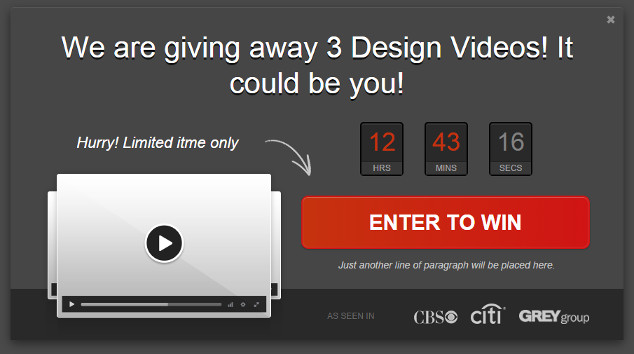 We are giving away 3 Design Videos! It
could be you!
Hurry! Limited itme only
12
HRS
43
MINS
16
SECS
ENTER TO WIN
Just another line of paragraph will be placed here.
AS SEEN IN
CBS
citi
GREYgroup